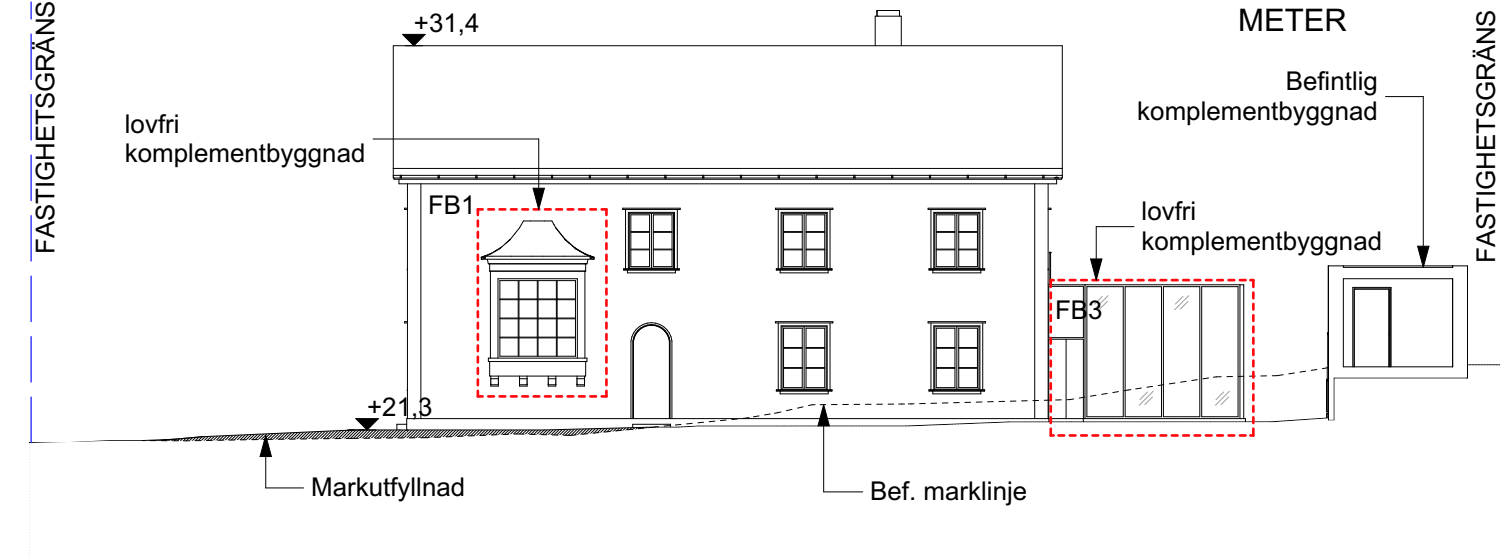 FASTIGHETSGRÄNS
+31,4
METER
FASTIGHETSGRÄNS
Befintlig
komplementbyggnad
lovfri
komplementbyggnad
FB1
lovfri
komplementbyggnad
FB3
+21,3
Markutfyllnad
Bef. marklinje